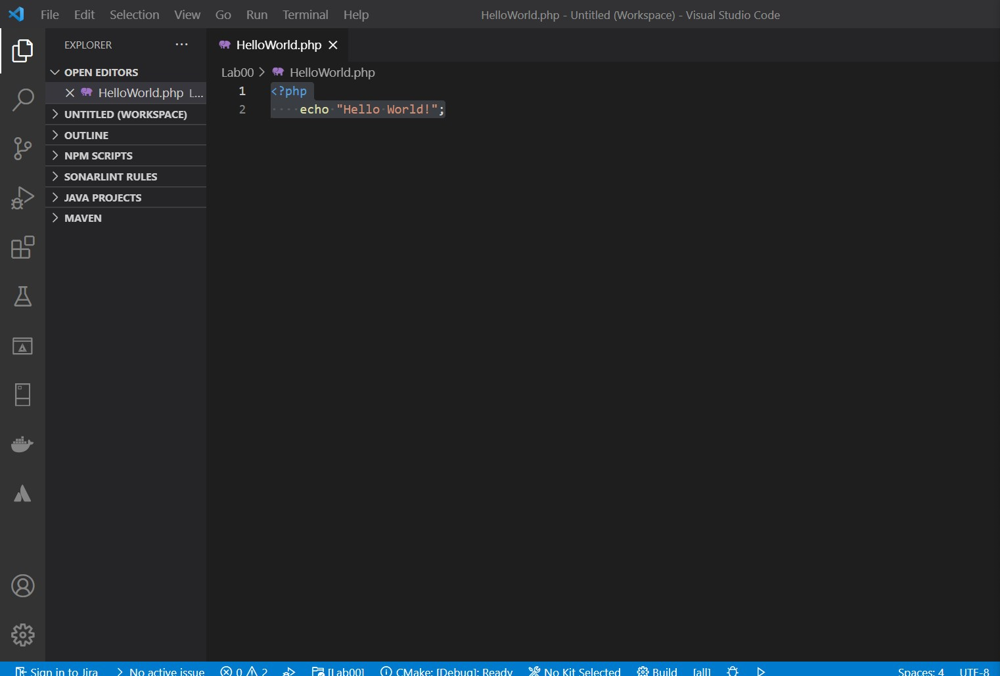 File Edit Selection View Go Run Terminal Help HelloWorld.php - Untitled (Workspace) - Visual Studio Code
EXPLORER ...
OPEN EDITORS
HelloWorld.php L...
UNTITLED (WORKSPACE)
OUTLINE
NPM SCRIPTS
SONARLINT RULES
JAVA PROJECTS
MAVEN
HelloWorld.php
Lab00 > HelloWorld.php
1 <?php
2 ····echo·"Hello·World!";
Sign in to Jira No active issue 0 2 [Lab00] CMake: [Debug]: Ready No Kit Selected Build [all] Spaces: 4 UTF-8